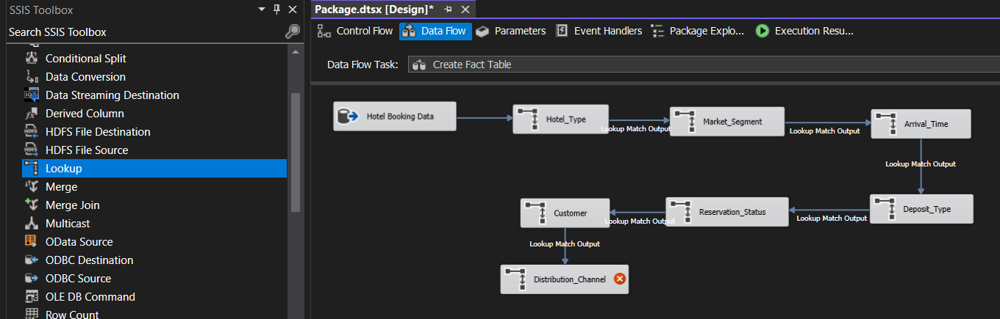 SSIS Toolbox
Search SSIS Toolbox
Conditional Split
Data Conversion
Data Streaming Destination
Derived Column
HDFS File Destination
HDFS File Source
Lookup
Merge
Merge Join
Multicast
OData Source
ODBC Destination
ODBC Source
OLE DB Command
Row Count
Package.dtsx [Design]*
Control Flow
Data Flow
Parameters
Event Handlers
Package Explo...
Execution Resu...
Data Flow Task:
Create Fact Table
Hotel Booking Data
Hotel_Type
Lookup Match Output
Market_Segment
Lookup Match Output
Arrival_Time
Lookup Match Output
Deposit_Type
Lookup Match Output
Reservation_Status
Lookup Match Output
Customer
Lookup Match Output
Distribution_Channel